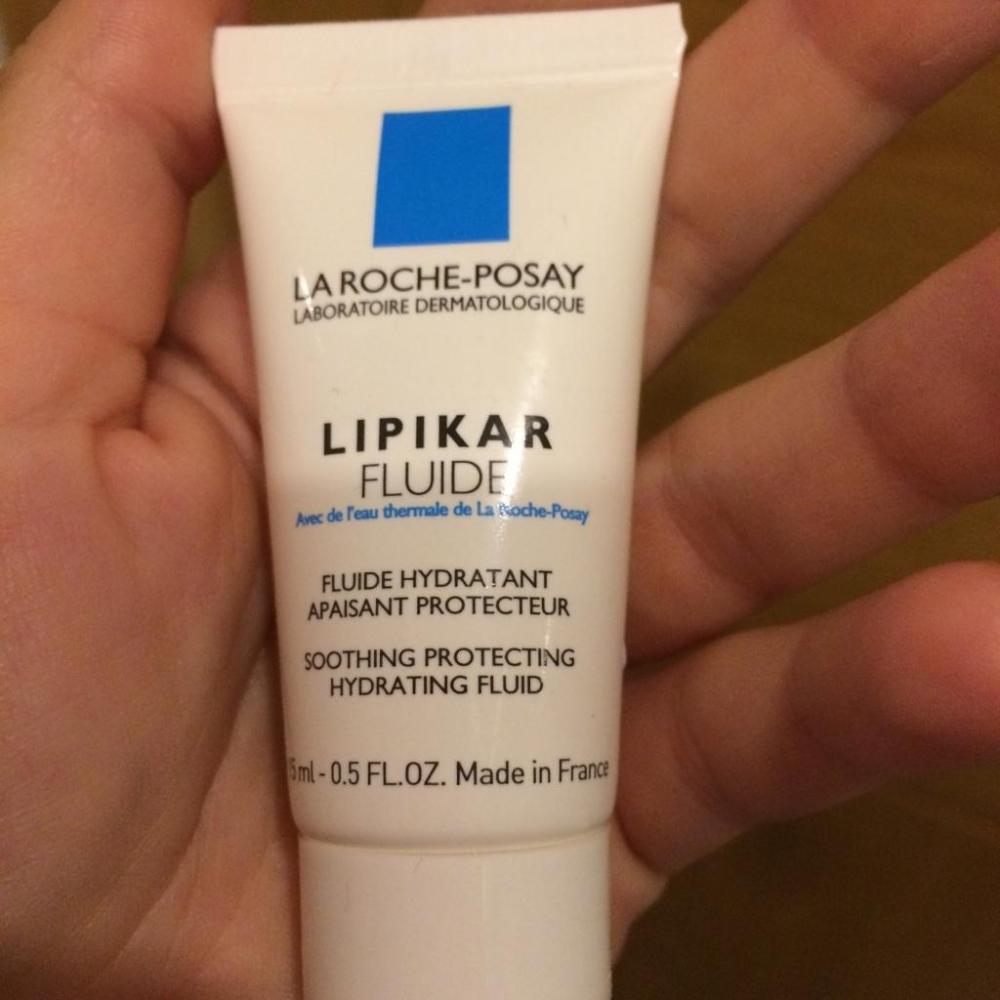 LA ROCHE-POSAY
LABORATOIRE DERMATOLOGIQUE
LIPIKAR
FLUIDE
Avec de l'eau thermale de La Roche-Posay
FLUIDE HYDRATANT
APAISANT PROTECTEUR
SOOTHING PROTECTING
HYDRATING FLUID
5ml - 0.5 FL.OZ. Made in France